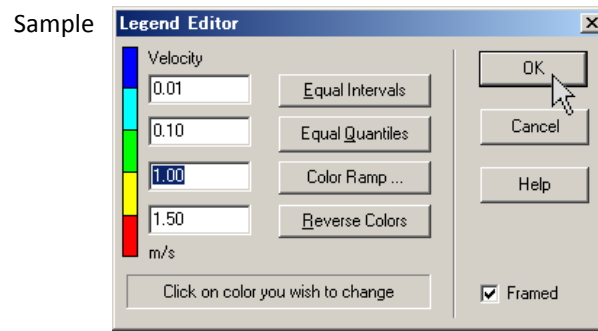 Sample
Legend Editor
Velocity
0.01
Equal Intervals
0.10
Equal Quantiles
1.00
Color Ramp ...
1.50
Reverse Colors
m/s
Click on color you wish to change
OK
Cancel
Help
Framed